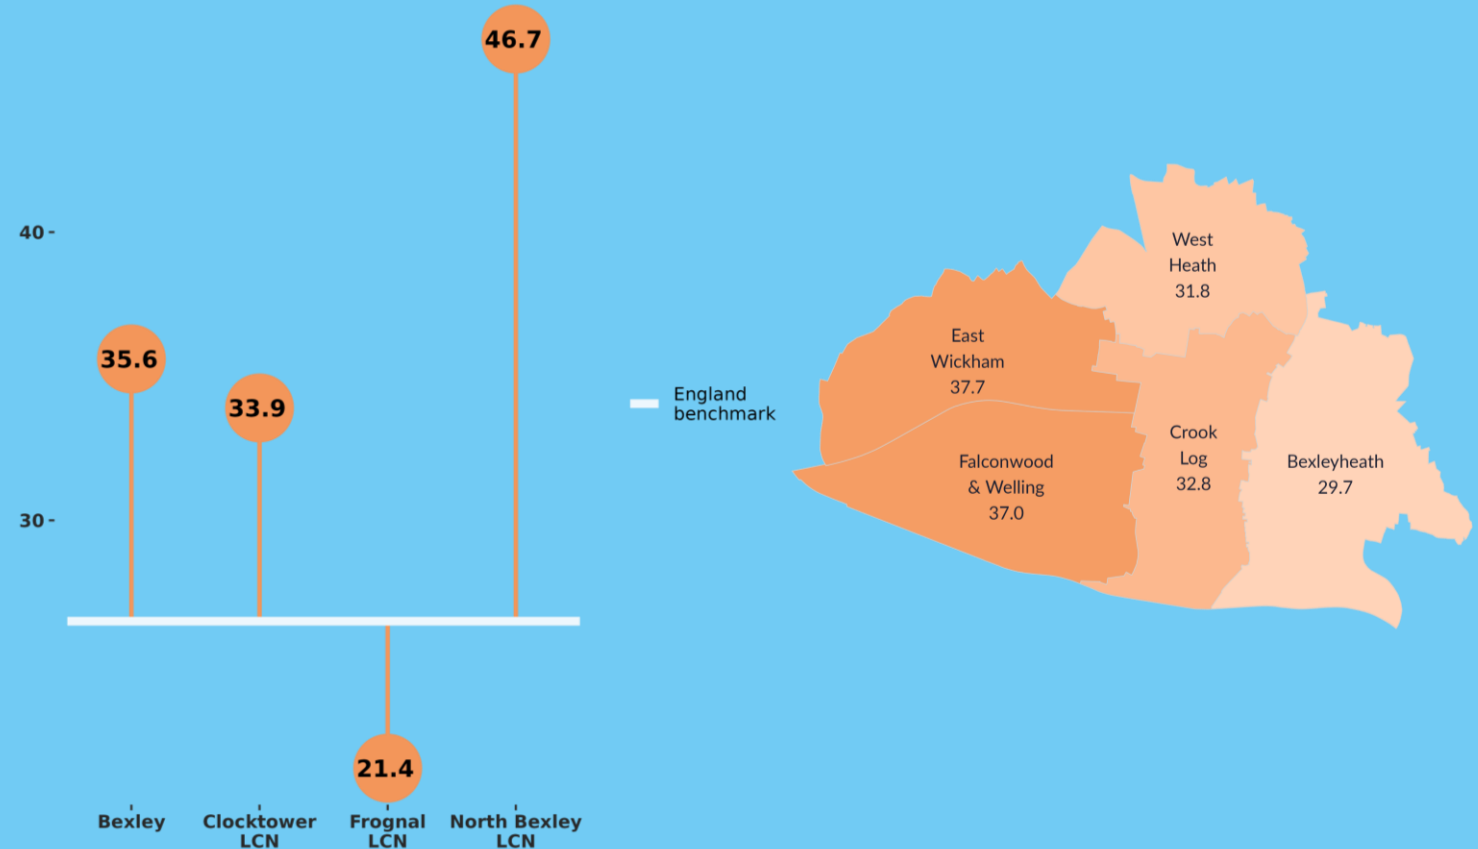 46.7
40
35.6
33.9
30
21.4
Bexley
Clocktower
LCN
Frognal
LCN
North Bexley
LCN
England
benchmark
West
Heath
31.8
East
Wickham
37.7
Falconwood
& Welling
37.0
Crook
Log
32.8
Bexleyheath
29.7